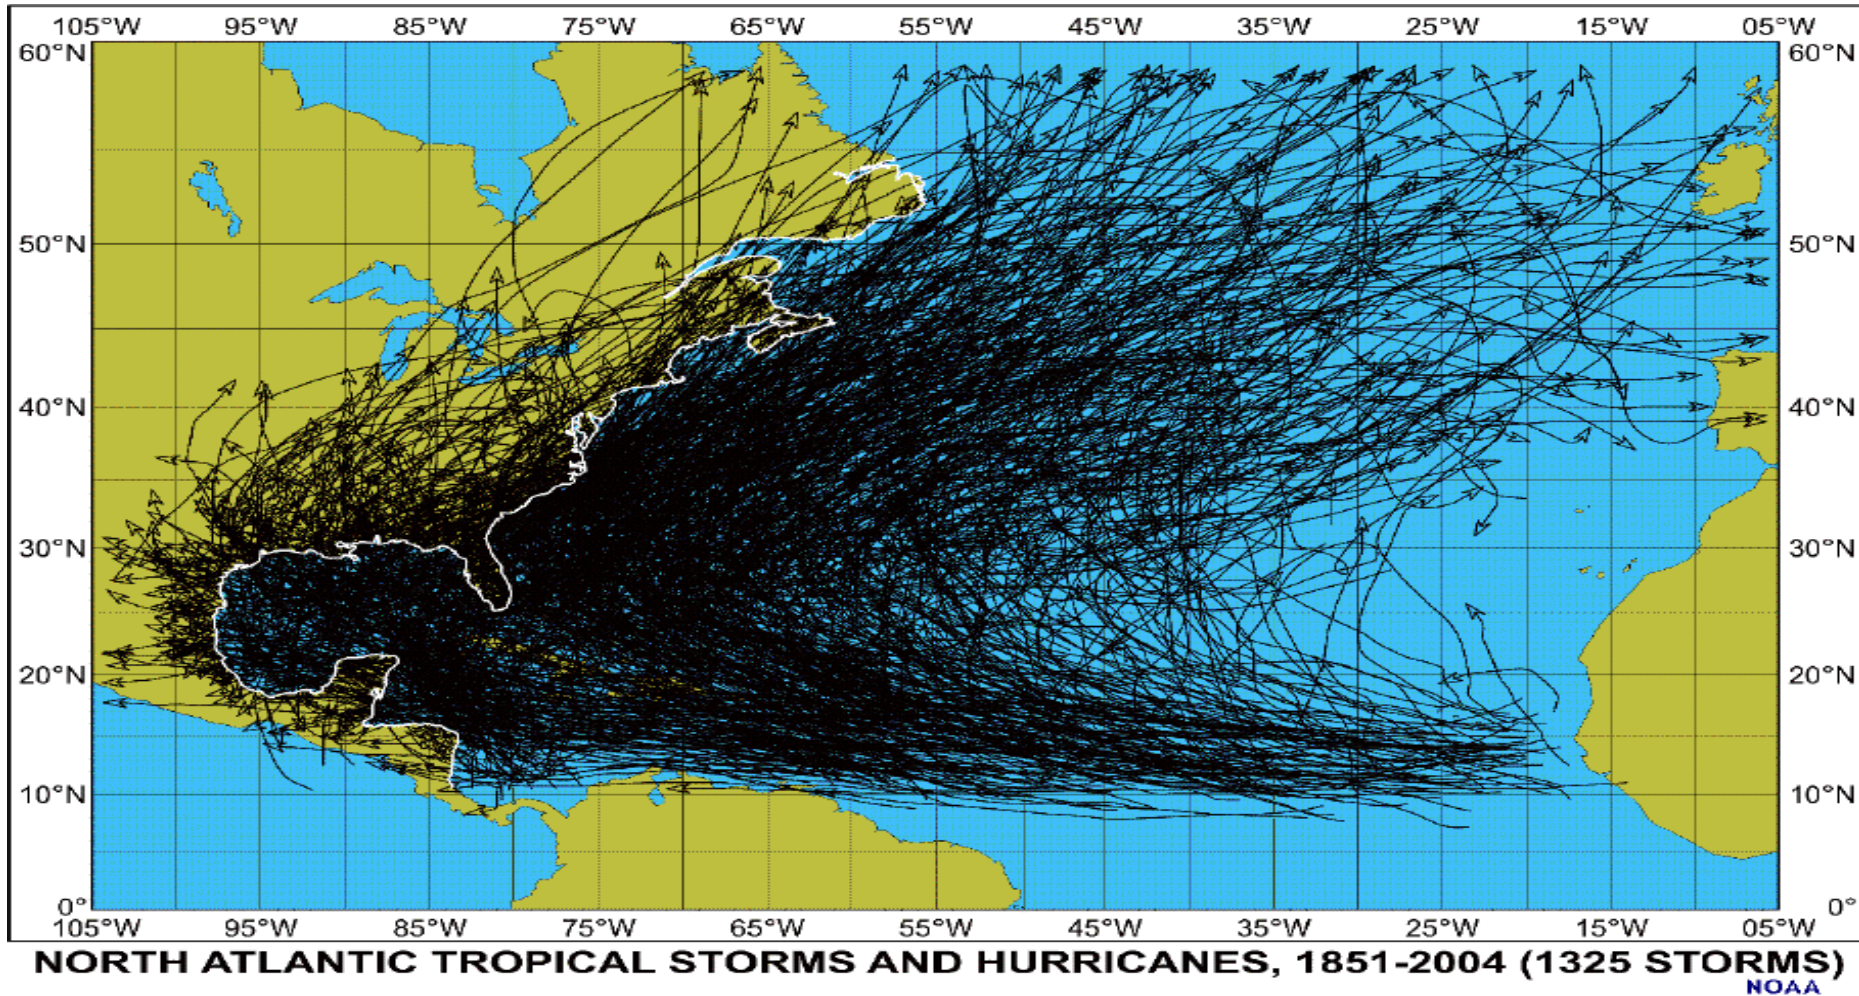 105°W 95°W 85°W 75°W 65°W 55°W 45°W 35°W 25°W 15°W 05°W
60°N 60°N
50°N 50°N
40°N 40°N
30°N 30°N
20°N 20°N
10°N 10°N
0° 0°
105°W 95°W 85°W 75°W 65°W 55°W 45°W 35°W 25°W 15°W 05°W
NORTH ATLANTIC TROPICAL STORMS AND HURRICANES, 1851-2004 (1325 STORMS)
NOAA